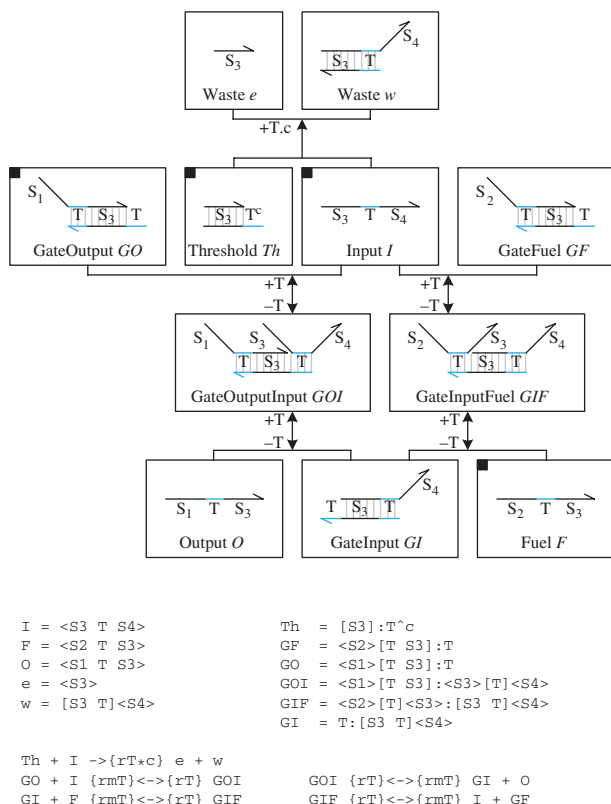 S3
Waste e
S3 T S4
Waste w
+T.c
S1 T S3 T
GateOutput GO
S3 Tc
Threshold Th
S3 T S4
Input I
S2 T S3 T
GateFuel GF
+T
–T
+T
–T
S1 S3 S4
T S3 T
GateOutputInput GOI
S2 S3 S4
T S3 T
GateInputFuel GIF
+T
–T
+T
–T
S1 T S3
Output O
T S3 T S4
GateInput GI
S2 T S3
Fuel F
I = <S3 T S4>
F = <S2 T S3>
O = <S1 T S3>
e = <S3>
w = [S3 T]<S4>
Th = [S3]:T^c
GF = <S2>[T S3]:T
GO = <S1>[T S3]:T
GOI = <S1>[T S3]:<S3>[T]<S4>
GIF = <S2>[T]<S3>:[S3 T]<S4>
GI = T:[S3 T]<S4>
Th + I ->{rT*c} e + w
GO + I {rmT}<->{rT} GOI
GI + F {rmT}<->{rT} GIF
GOI {rT}<->{rmT} GI + O
GIF {rT}<->{rmT} I + GF